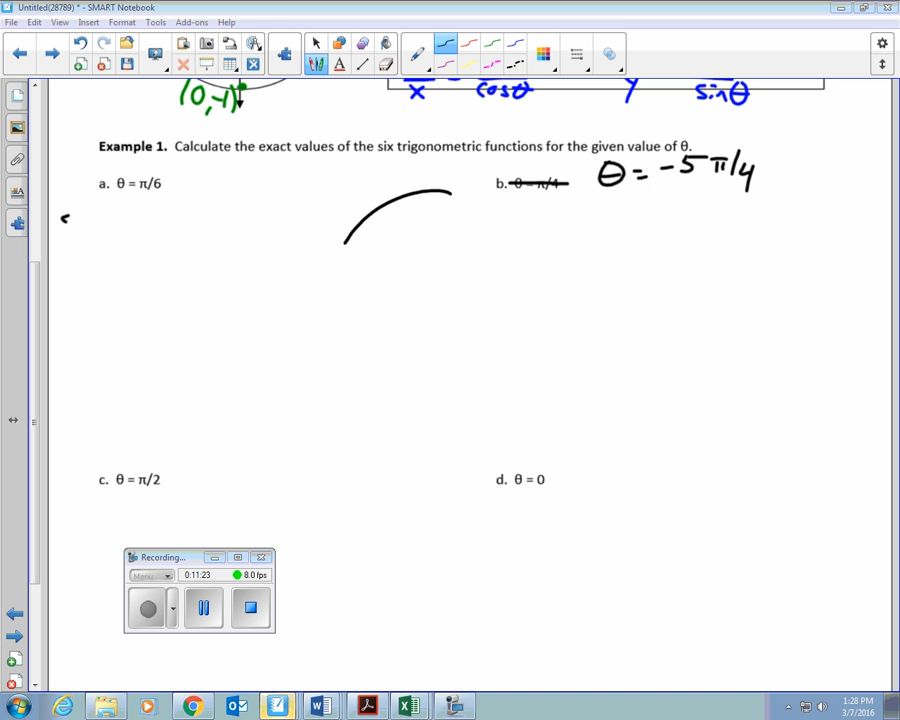 Untitled(28789) * - SMART Notebook
File Edit View Insert Format Tools Add-ons Help
(0,-1)
x cosθ y sinθ
Example 1. Calculate the exact values of the six trigonometric functions for the given value of θ.
a. θ = π/6
b. θ = π/4 θ = -5π/4
c. θ = π/2
d. θ = 0
Recording...
Menu 0:11:23 8.0 fps
1:28 PM
3/7/2016